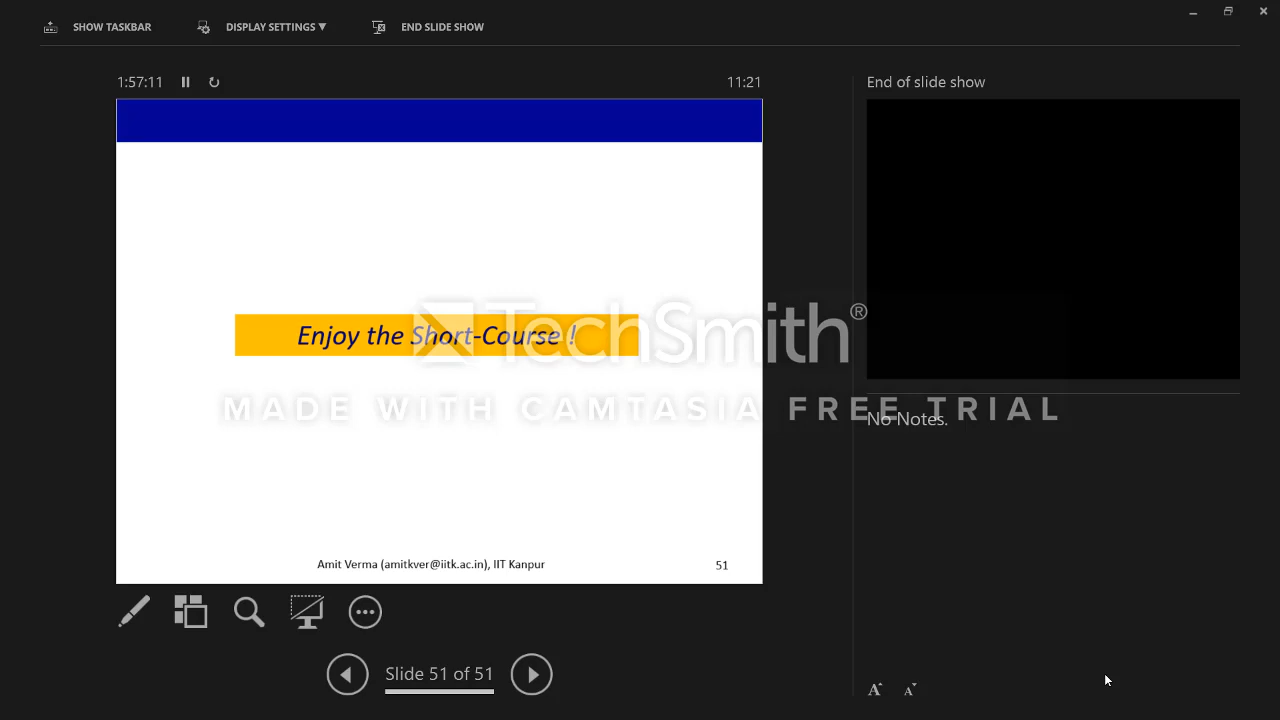 SHOW TASKBAR
DISPLAY SETTINGS ▼
END SLIDE SHOW
1:57:11
11:21
End of slide show
Enjoy the Short-Course !
TechSmith®
MADE WITH CAMTASIA FREE TRIAL
No Notes.
Amit Verma (amitkver@iitk.ac.in), IIT Kanpur
51
Slide 51 of 51
A A